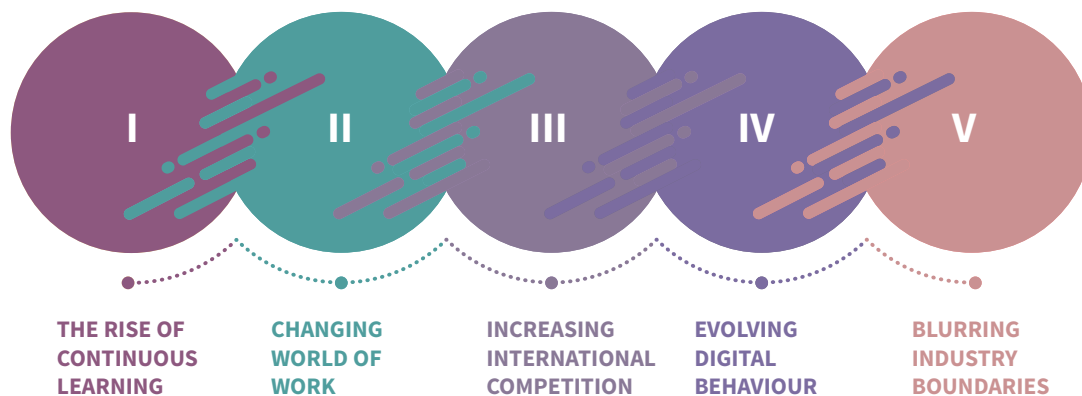 I
II
III
IV
V
THE RISE OF
CONTINUOUS
LEARNING
CHANGING
WORLD OF
WORK
INCREASING
INTERNATIONAL
COMPETITION
EVOLVING
DIGITAL
BEHAVIOUR
BLURRING
INDUSTRY
BOUNDARIES